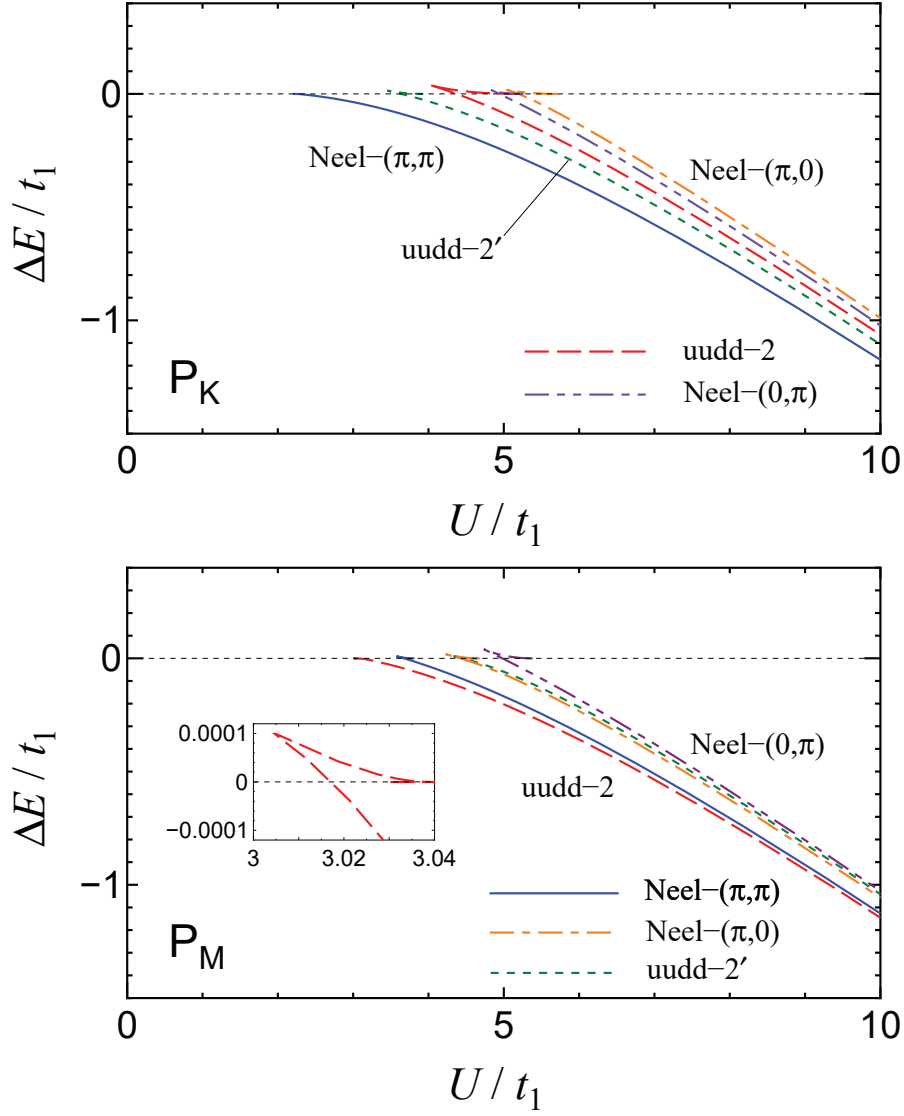 0
−1
ΔE / t₁
Neel−(π,π)
Neel−(π,0)
uudd−2′
uudd−2
Neel−(0,π)
P_K
0 5 10
U / t₁
0
−1
ΔE / t₁
0.0001
0
−0.0001
3 3.02 3.04
Neel−(0,π)
uudd−2
Neel−(π,π)
Neel−(π,0)
uudd−2′
P_M
0 5 10
U / t₁